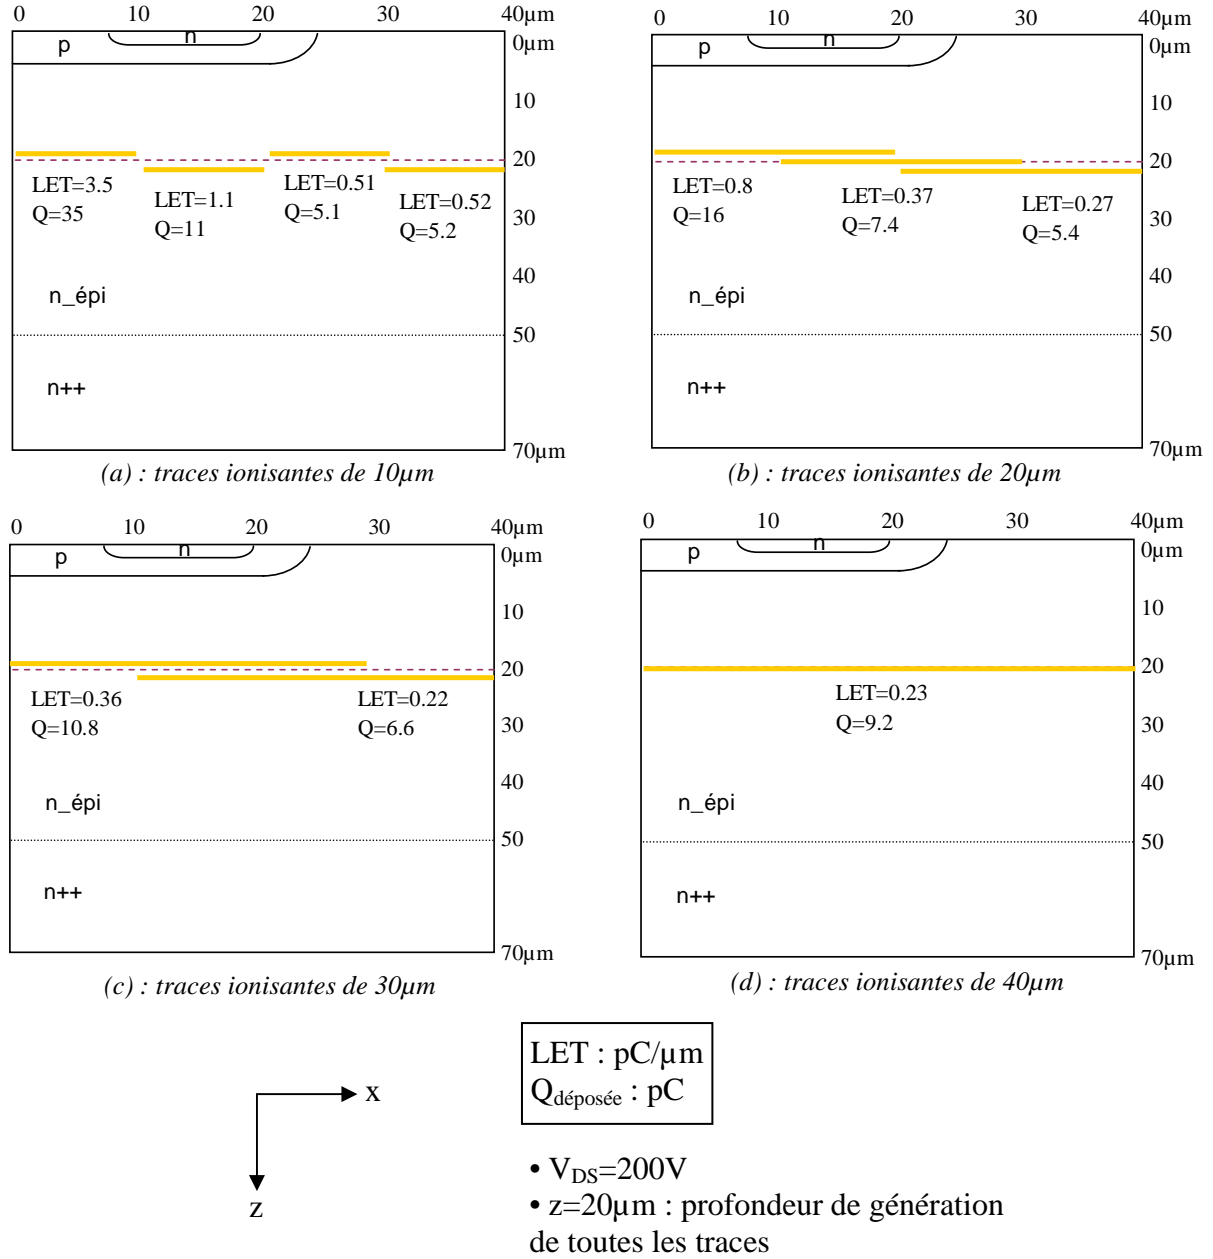 0 10 20 30 40µm
p n 0µm
10
20
LET=3.5 LET=1.1 LET=0.51 LET=0.52
Q=35 Q=11 Q=5.1 Q=5.2
30
40
n_épi
50
n++
70µm
(a) : traces ionisantes de 10µm
0 10 20 30 40µm
p n 0µm
10
20
LET=0.8 LET=0.37 LET=0.27
Q=16 Q=7.4 Q=5.4
30
40
n_épi
50
n++
70µm
(b) : traces ionisantes de 20µm
0 10 20 30 40µm
p n 0µm
10
20
LET=0.36 LET=0.22
Q=10.8 Q=6.6
30
40
n_épi
50
n++
70µm
(c) : traces ionisantes de 30µm
0 10 20 30 40µm
p n 0µm
10
20
LET=0.23
Q=9.2
30
40
n_épi
50
n++
70µm
(d) : traces ionisantes de 40µm
x
z
LET : pC/µm
Qdéposée : pC
• VDS=200V
• z=20µm : profondeur de génération
de toutes les traces